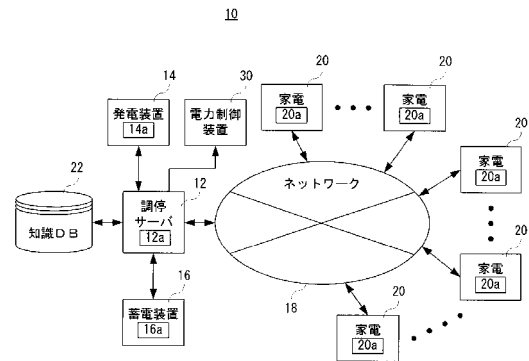 10
14
発電装置
14a
30
電力制御
装置
20
家電
20a
20
家電
20a
20
家電
20a
22
知識DB
12
調停
サーバ
12a
ネットワーク
18
16
蓄電装置
16a
20
家電
20a
20
家電
20a